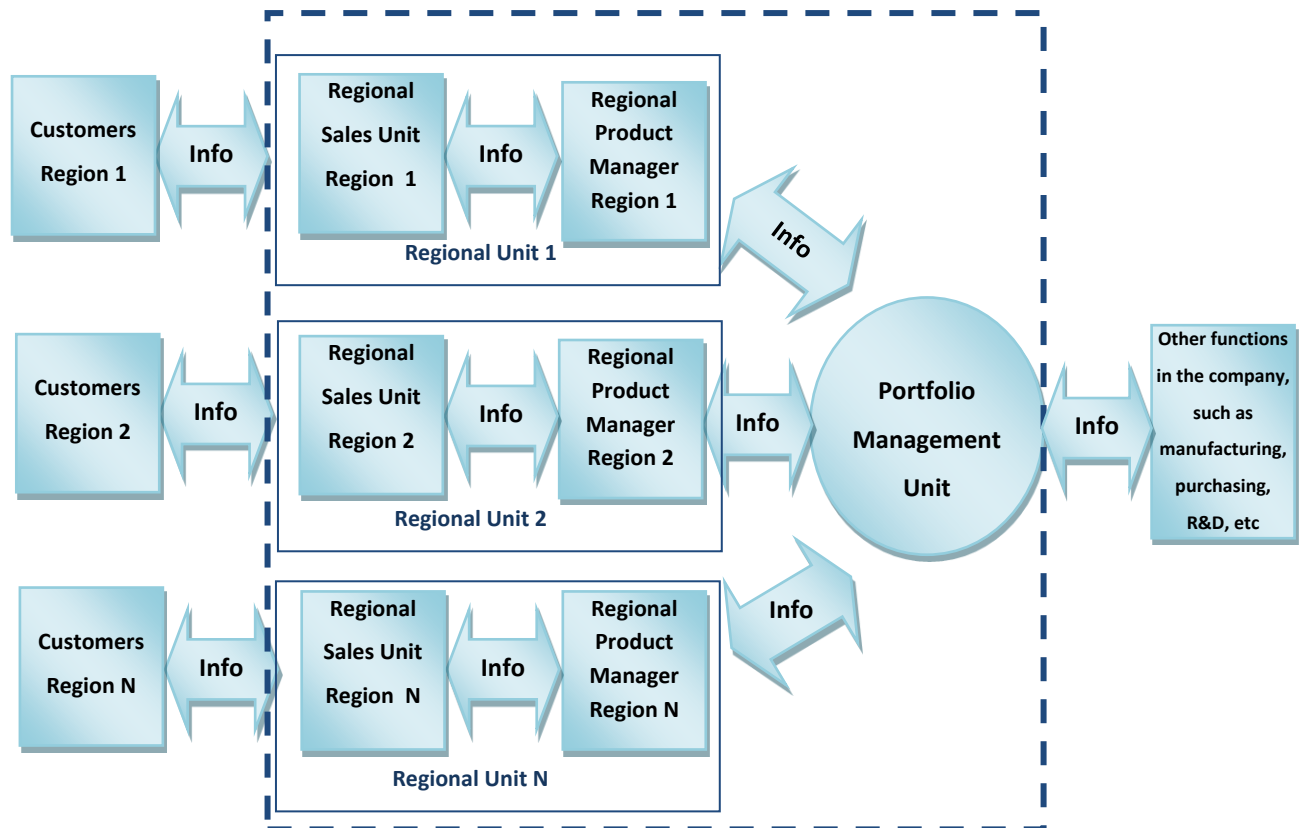 Customers
Region 1
Info
Regional
Sales Unit
Region 1
Info
Regional
Product
Manager
Region 1
Regional Unit 1
Info
Customers
Region 2
Info
Regional
Sales Unit
Region 2
Info
Regional
Product
Manager
Region 2
Regional Unit 2
Info
Portfolio
Management
Unit
Info
Other functions
in the company,
such as
manufacturing,
purchasing,
R&D, etc
Customers
Region N
Info
Regional
Sales Unit
Region N
Info
Regional
Product
Manager
Region N
Regional Unit N
Info